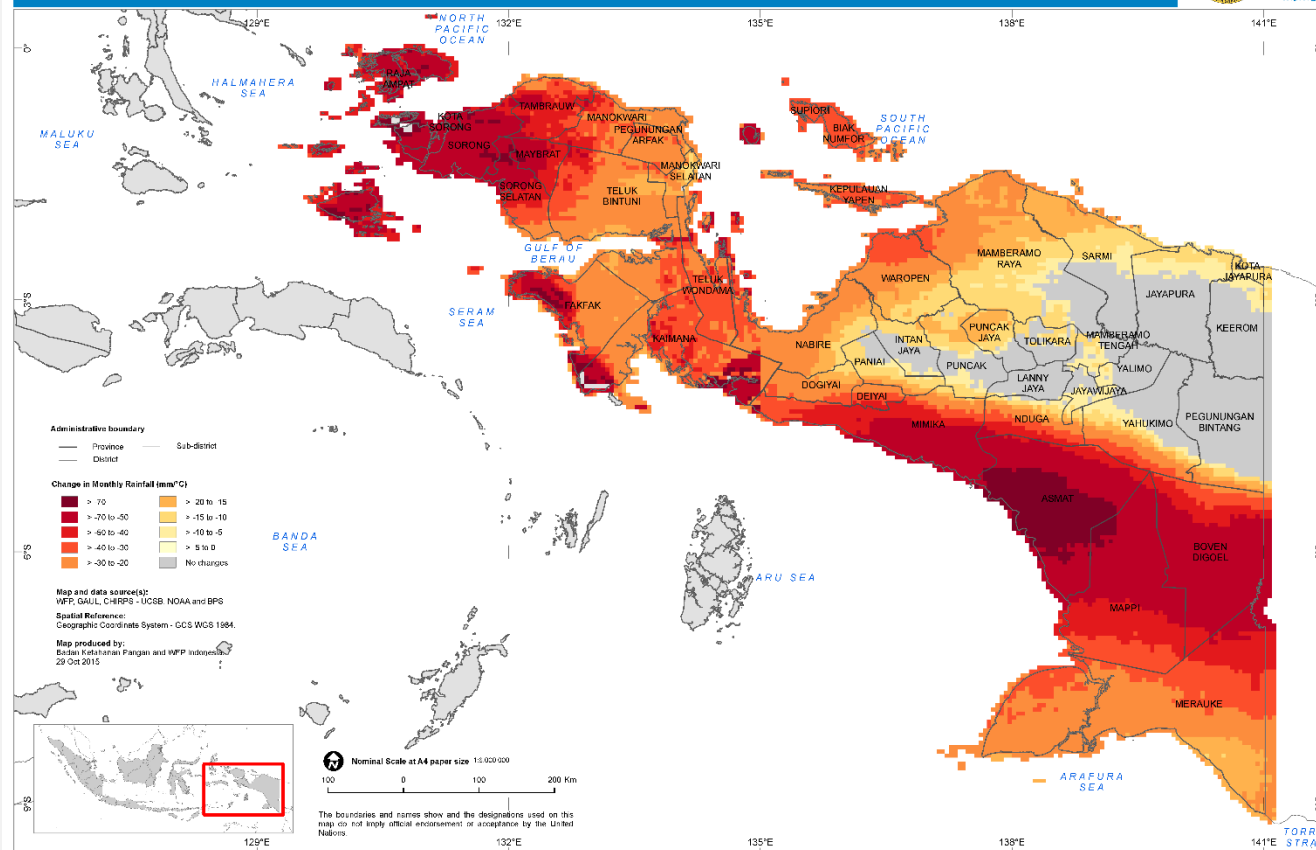 129°E
132°E
135°E
138°E
141°E
NORTH
PACIFIC
OCEAN
0°
HALMAHERA
SEA
MALUKU
SEA
RAJA
AMPAT
KOTA
SORONG
SORONG
TAMBRAUW
MAYBRAT
SORONG
SELATAN
MANOKWARI
PEGUNUNGAN
ARFAK
MANOKWARI
SELATAN
TELUK
BINTUNI
SUPIORI
BIAK
NUMFOR
SOUTH
PACIFIC
OCEAN
KEPULAUAN
YAPEN
GULF OF
BERAU
SERAM
SEA
FAKFAK
TELUK
WONDAMA
KAIMANA
WAROPEN
MAMBERAMO
RAYA
SARMI
KOTA
JAYAPURA
JAYAPURA
KEEROM
NABIRE
INTAN
JAYA
PUNCAK
JAYA
TOLIKARA
MAMBERAMO
TENGAH
PANIAI
PUNCAK
LANNY
JAYA
YALIMO
JAYAWIJAYA
DOGIYAI
DEIYAI
MIMIKA
NDUGA
YAHUKIMO
PEGUNUNGAN
BINTANG
ASMAT
BOVEN
DIGOEL
MAPPI
MERAUKE
BANDA
SEA
ARU SEA
ARAFURA
SEA
6°S
9°S
Administrative boundary
Province
Sub-district
District
Change in Monthly Rainfall (mm/°C)
> -70 to -50
> -40 to -30
> -30 to -20
> -15 to -10
> -10 to -5
No changes
Map and data source(s):
WFP, GAUL, CHIRPS - UCSB, NOAA and BPS
Spatial Reference:
Geographic Coordinate System - GCS WGS 1984.
Map produced by:
Badan Ketahanan Pangan and WFP Indonesia.
29 Oct 2015
Nominal Scale at A4 paper size
100 0 100 200 Km
The boundaries and names show and the designations used on this
map do not imply official endorsement or acceptance by the United
Nations.
129°E
132°E
135°E
138°E
141°E